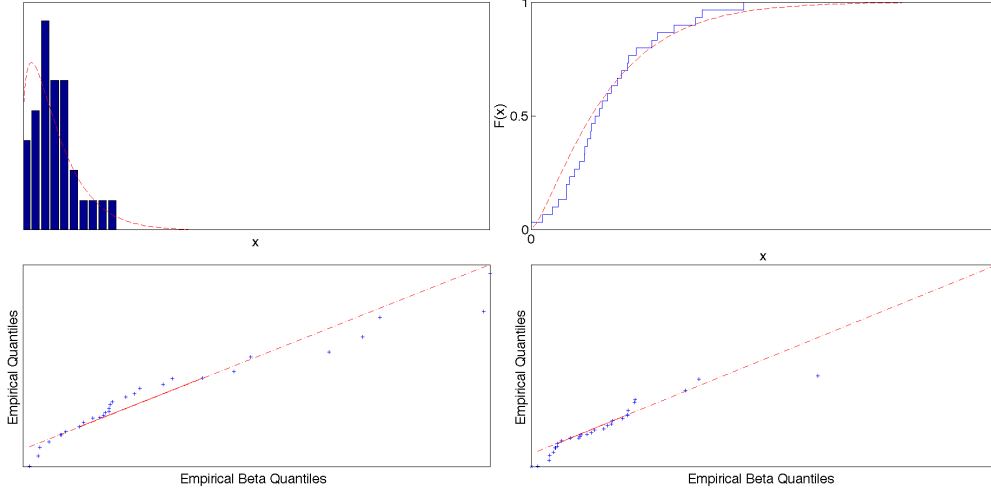 x
1
0.5
0
F(x)
0
x
Empirical Quantiles
Empirical Beta Quantiles
Empirical Quantiles
Empirical Beta Quantiles